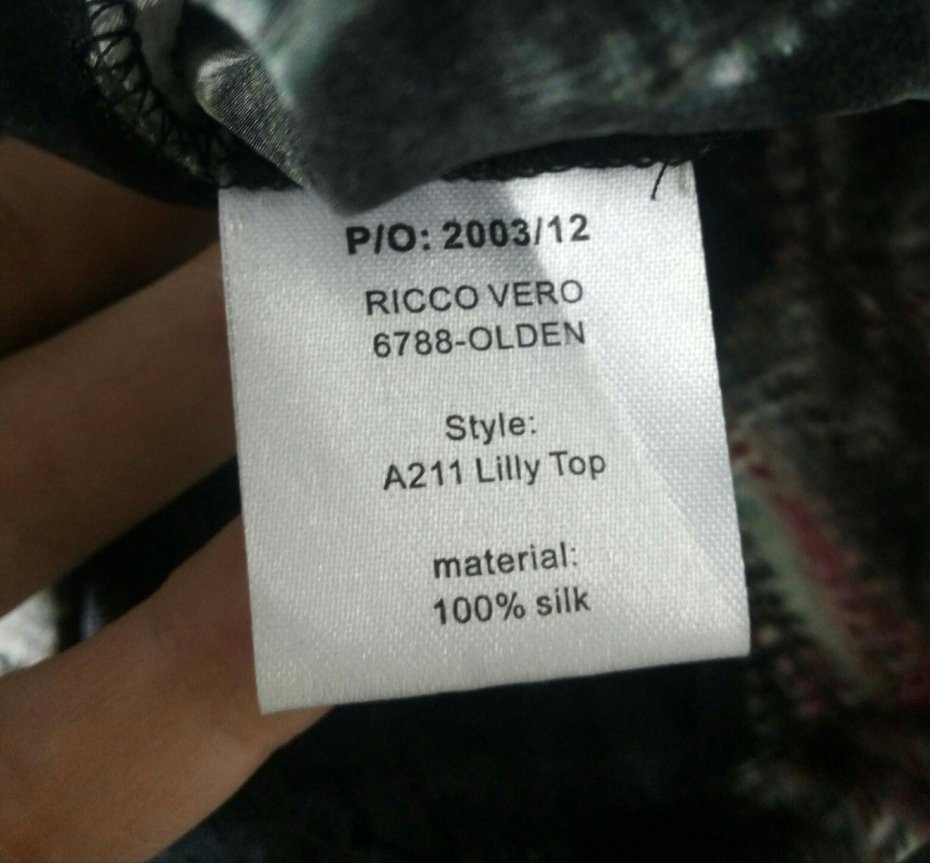 P/O: 2003/12
RICCO VERO
6788-OLDEN
Style:
A211 Lilly Top
material:
100% silk